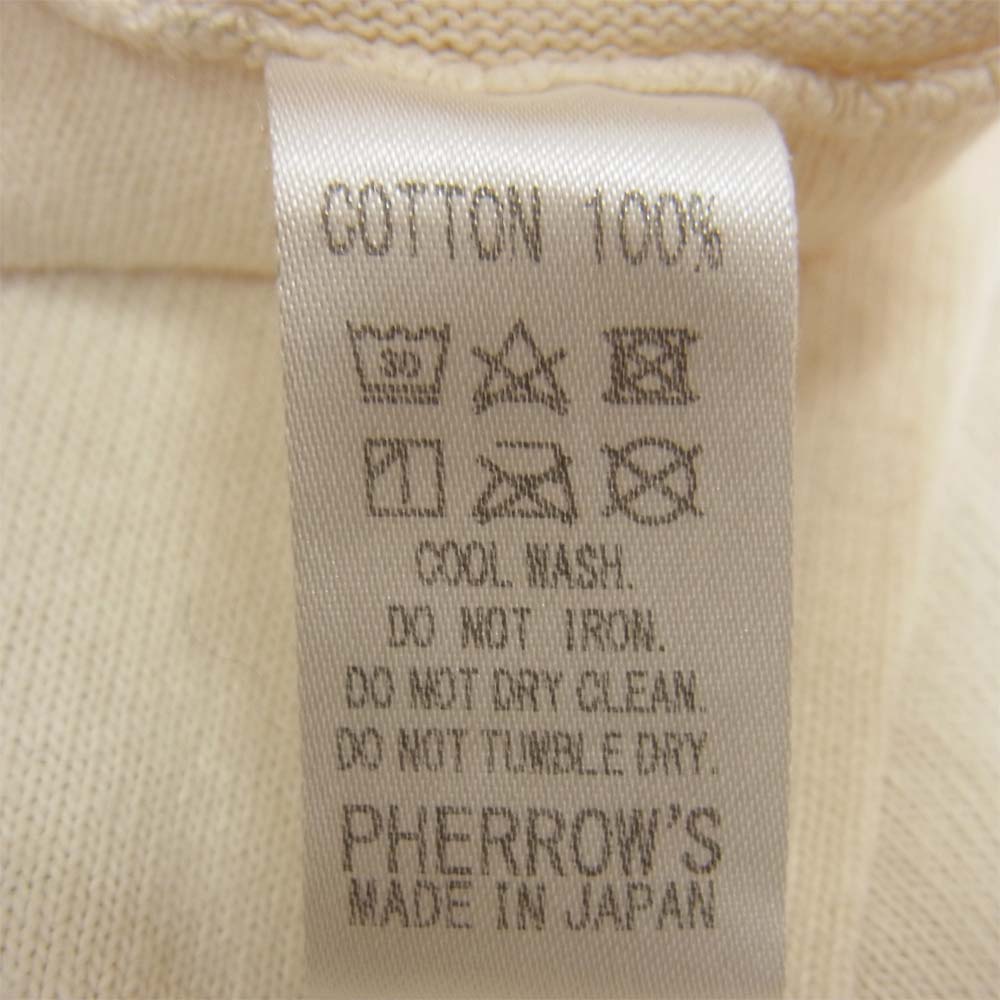 COTTON 100%
30
COOL WASH.
DO NOT IRON.
DO NOT DRY CLEAN.
DO NOT TUMBLE DRY.
PHERROW'S
MADE IN JAPAN